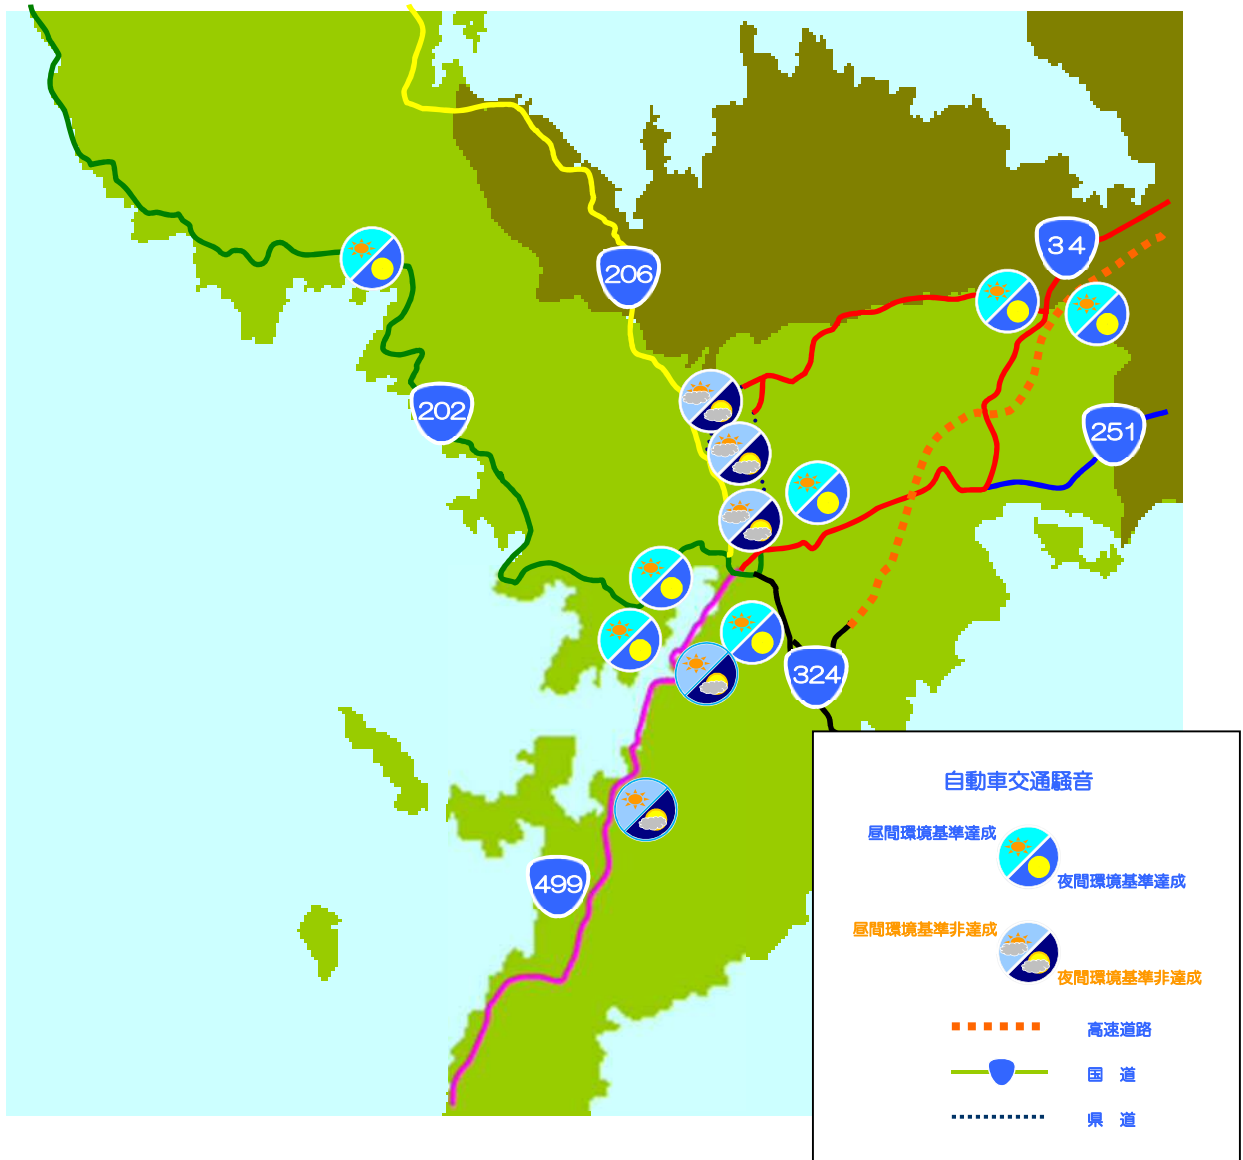 34
206
202
251
324
499
自動車交通騒音
昼間環境基準達成
夜間環境基準達成
昼間環境基準非達成
夜間環境基準非達成
高速道路
国　道
県　道